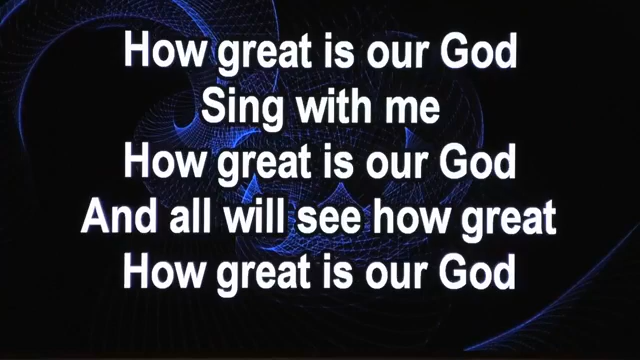 How great is our God
Sing with me
How great is our God
And all will see how great
How great is our God